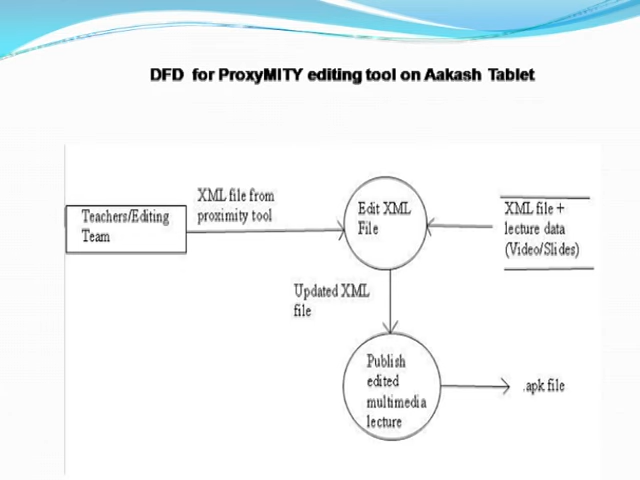 DFD for ProxyMITY editing tool on Aakash Tablet
XML file from
proximity tool
Teachers/Editing
Team
Edit XML
File
XML file +
lecture data
(Video/Slides)
Updated XML
file
Publish
edited
multimedia
lecture
.apk file